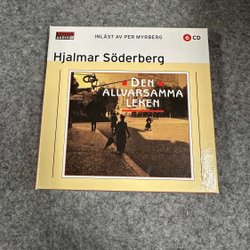 INLÄST AV PER MYRBERG
6 CD
Hjalmar Söderberg
DEN
ALLVARSAMMA
LEKEN